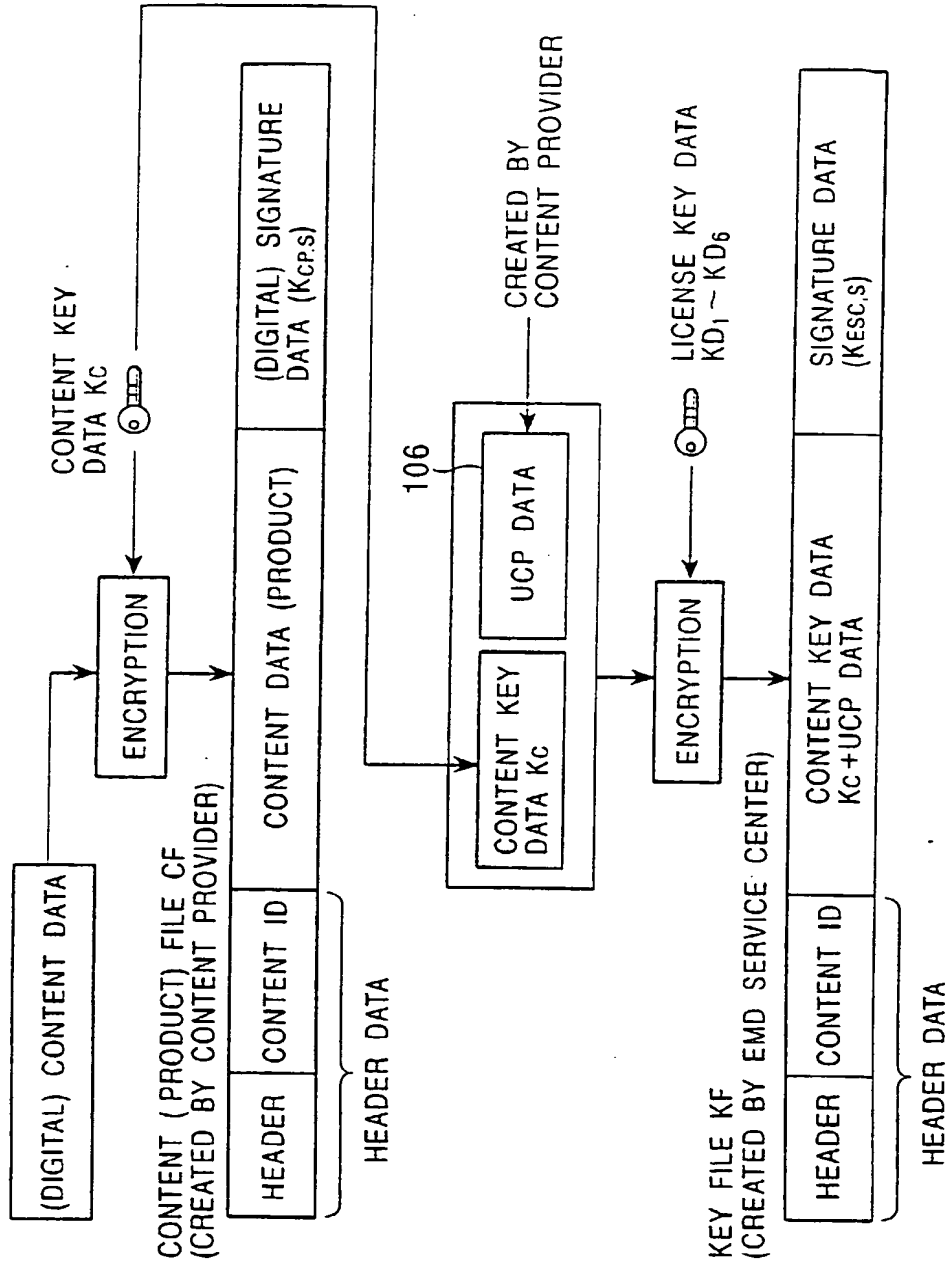 (DIGITAL) CONTENT DATA
CONTENT KEY
DATA Kc
ENCRYPTION
CONTENT (PRODUCT) FILE CF
(CREATED BY CONTENT PROVIDER)
HEADER
CONTENT ID
CONTENT DATA (PRODUCT)
(DIGITAL) SIGNATURE
DATA (KCP,S)
HEADER DATA
106
CREATED BY
CONTENT PROVIDER
CONTENT KEY
DATA Kc
UCP DATA
ENCRYPTION
LICENSE KEY DATA
KD1 ~ KD6
KEY FILE KF
(CREATED BY EMD SERVICE CENTER)
HEADER
CONTENT ID
CONTENT KEY DATA
Kc+UCP DATA
SIGNATURE DATA
(KESC,S)
HEADER DATA